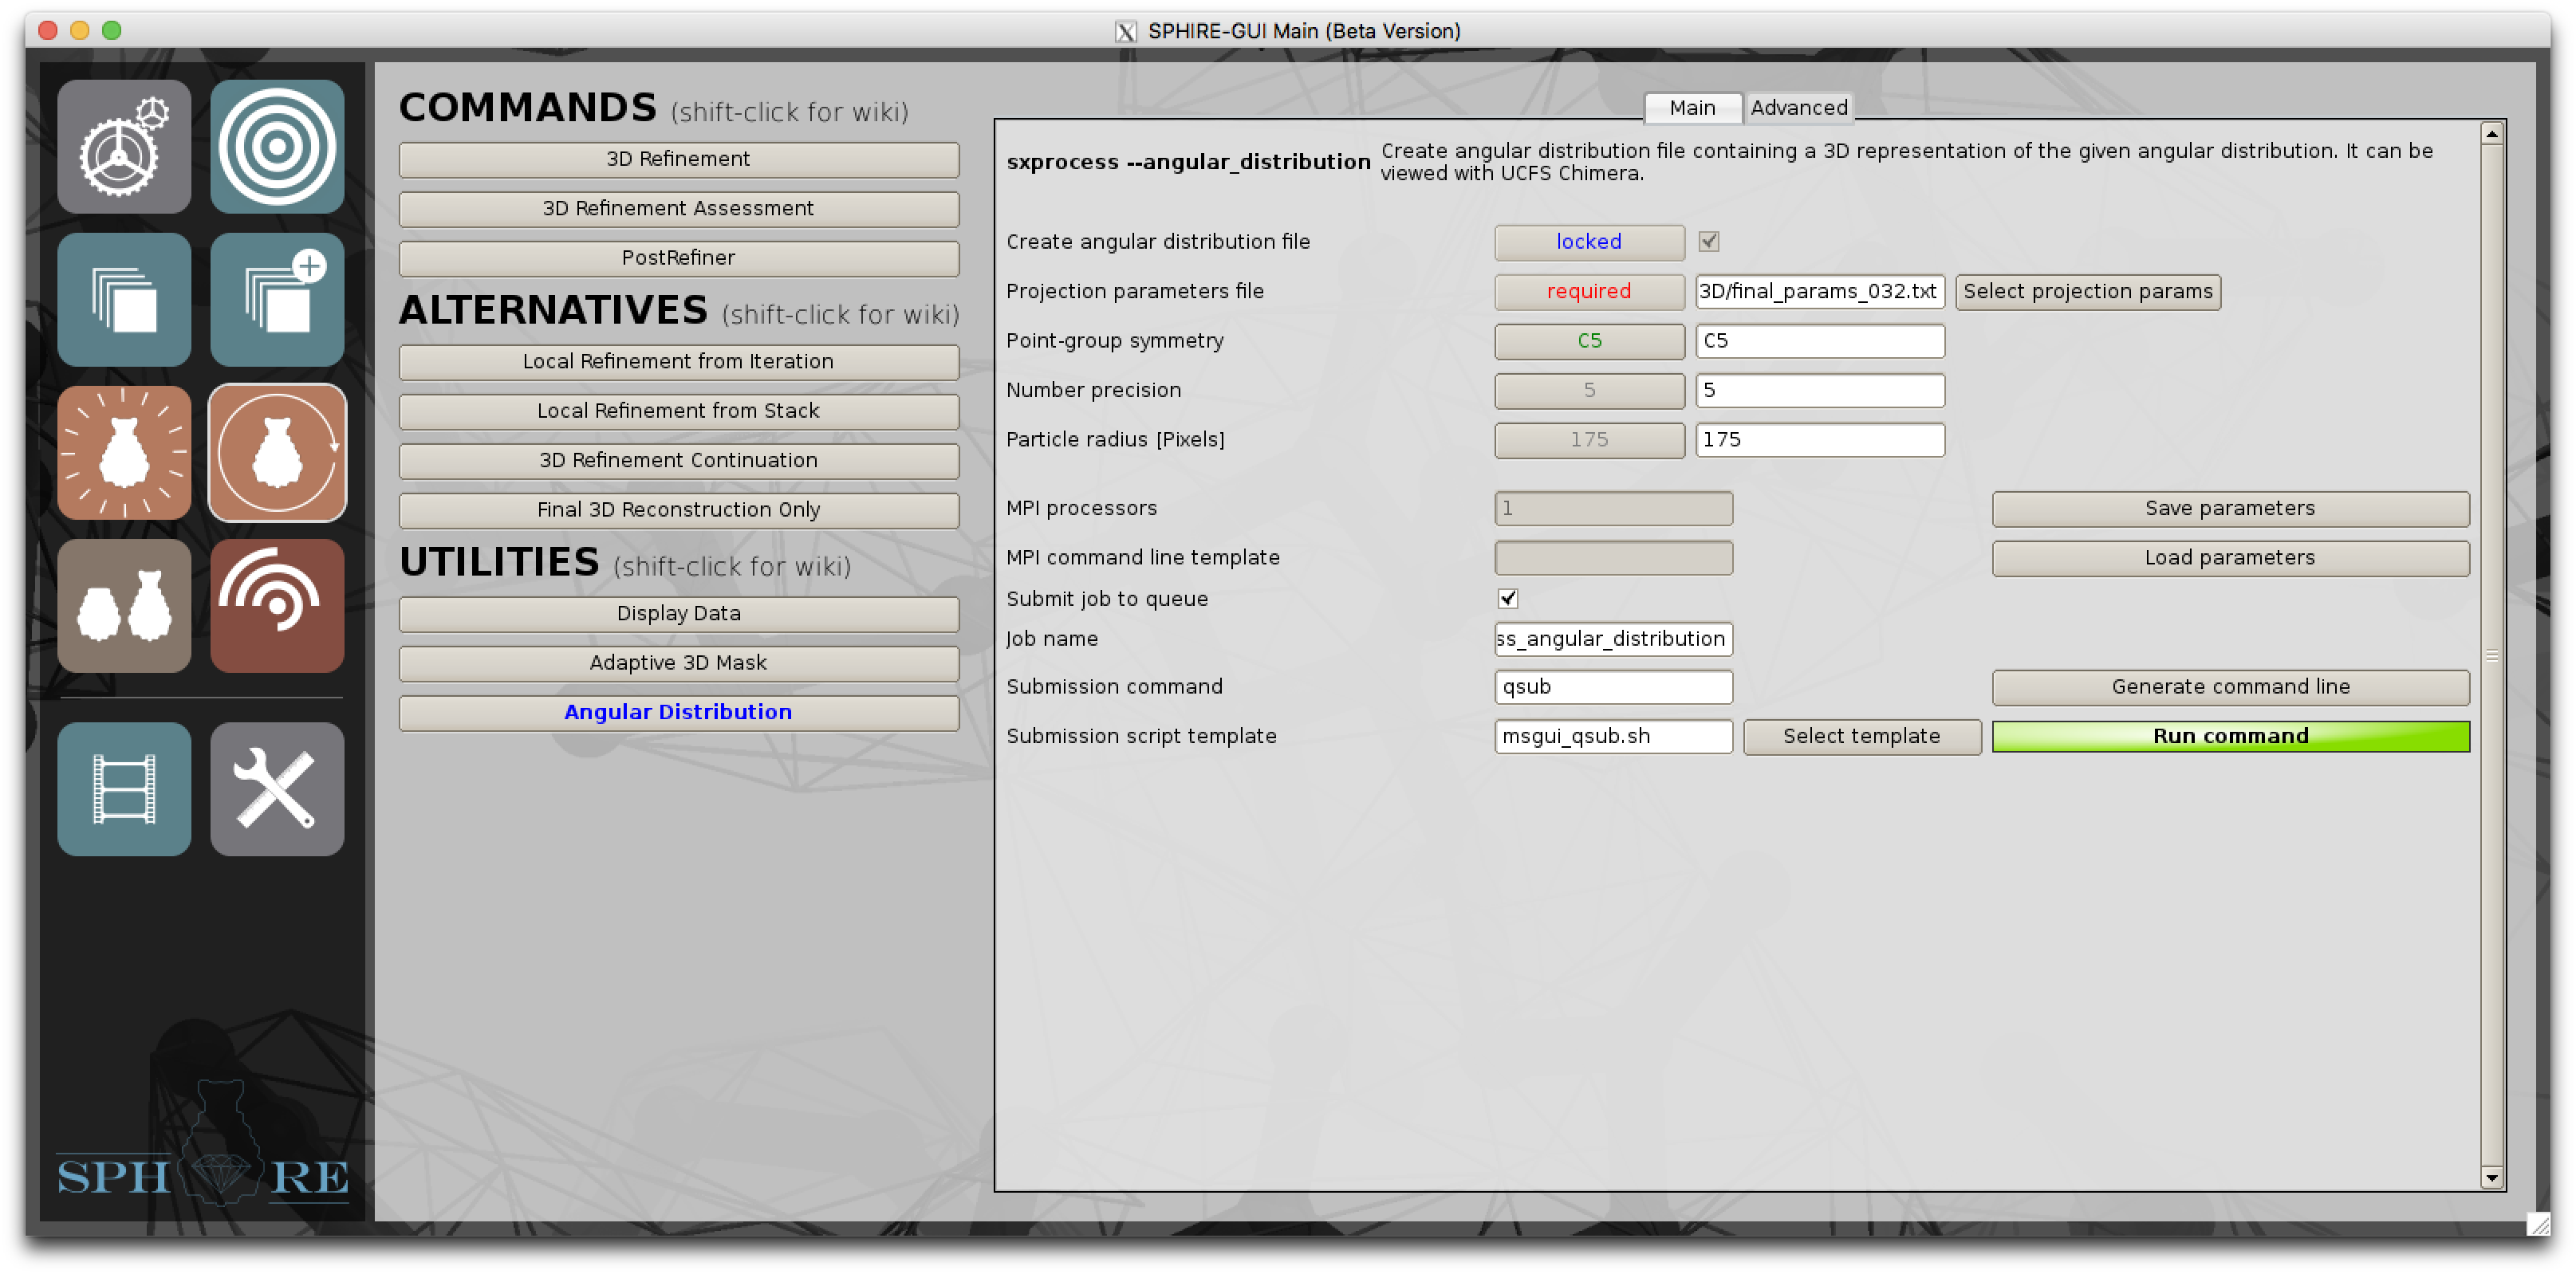 SPHIRE-GUI Main (Beta Version)
COMMANDS (shift-click for wiki)
3D Refinement
3D Refinement Assessment
PostRefiner
ALTERNATIVES (shift-click for wiki)
Local Refinement from Iteration
Local Refinement from Stack
3D Refinement Continuation
Final 3D Reconstruction Only
UTILITIES (shift-click for wiki)
Display Data
Adaptive 3D Mask
Angular Distribution
SPH RE
Main Advanced
sxprocess --angular_distribution
Create angular distribution file containing a 3D representation of the given angular distribution. It can be
viewed with UCFS Chimera.
Create angular distribution file locked
Projection parameters file required 3D/final_params_032.txt Select projection params
Point-group symmetry C5 C5
Number precision 5 5
Particle radius [Pixels] 175 175
MPI processors 1 Save parameters
MPI command line template Load parameters
Submit job to queue
Job name ss_angular_distribution
Submission command qsub Generate command line
Submission script template msgui_qsub.sh Select template Run command